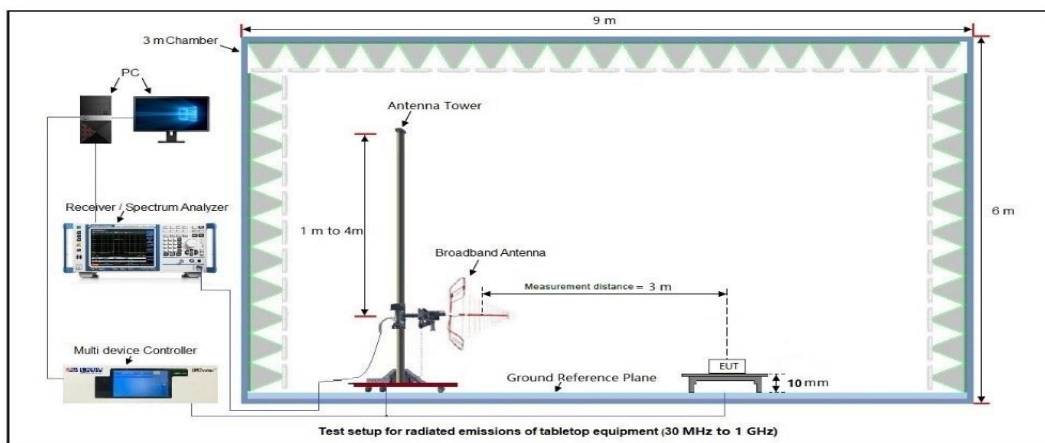 9 m
3 m Chamber
PC
Antenna Tower
Receiver / Spectrum Analyzer
6 m
1 m to 4m
Broadband Antenna
Measurement distance = 3 m
Multi device Controller
EUT
Ground Reference Plane
10 mm
Test setup for radiated emissions of tabletop equipment (30 MHz to 1 GHz)